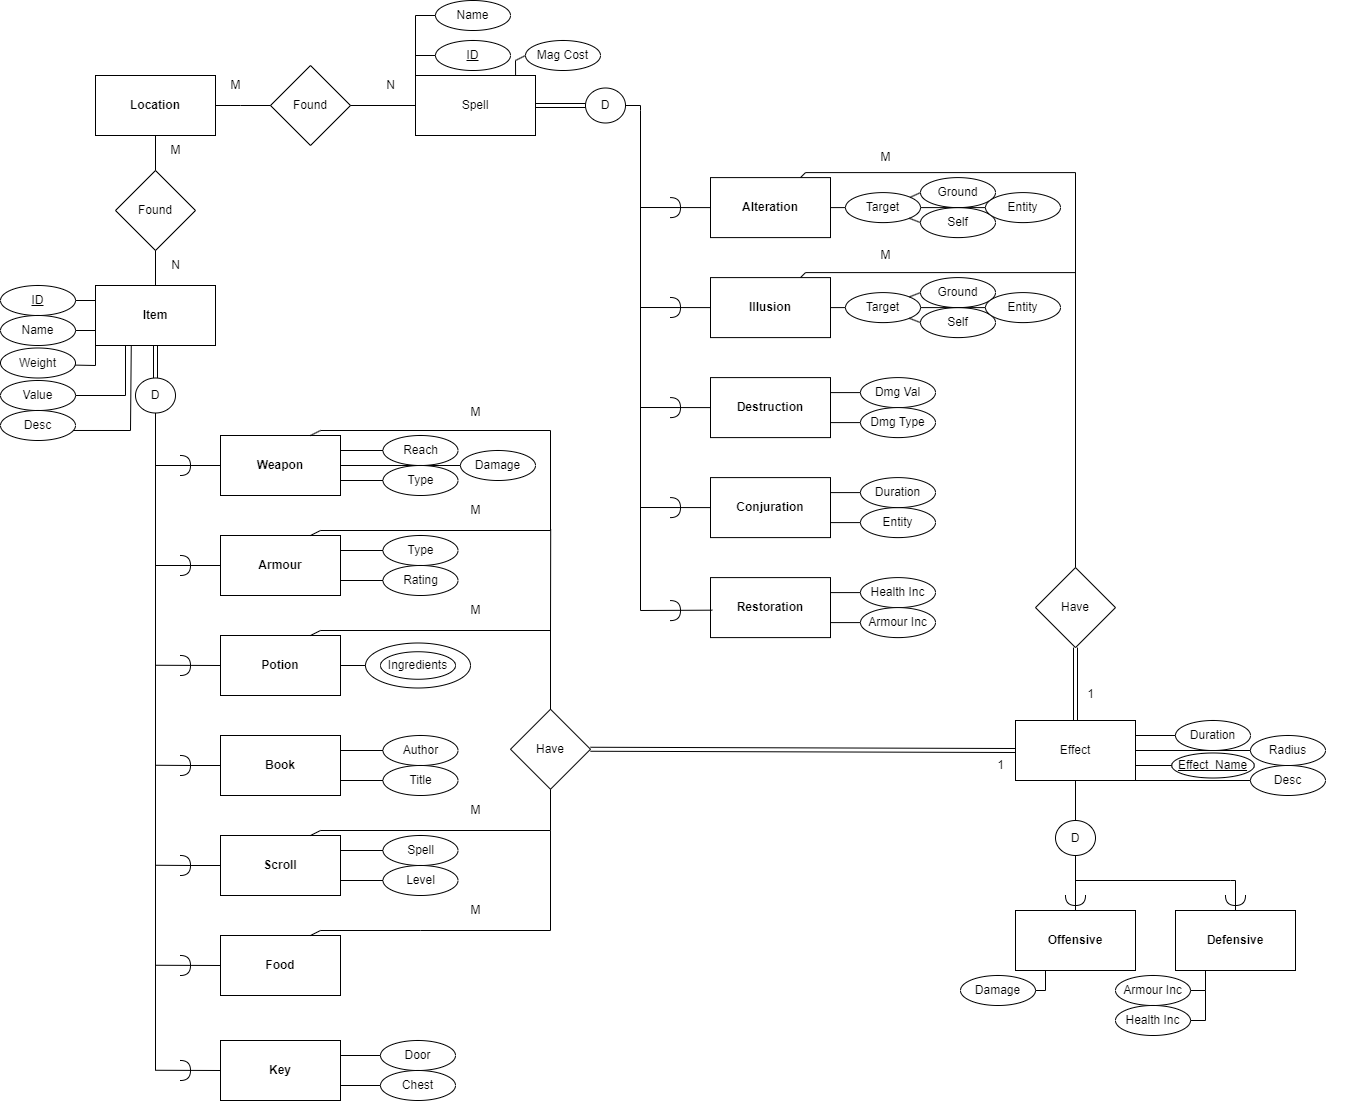 Name
ID
Mag Cost
M
N
Location
Found
Spell
D
M
Found
N
M
Alteration
Target
Ground
Self
Entity
M
Illusion
Target
Ground
Self
Entity
ID
Name
Weight
Value
Desc
Item
D
Destruction
Dmg Val
Dmg Type
M
Weapon
Reach
Type
Damage
Conjuration
Duration
Entity
M
Armour
Type
Rating
Restoration
Health Inc
Armour Inc
Have
M
Potion
Ingredients
1
Book
Author
Title
Have
1
Effect
Duration
Radius
Effect_Name
Desc
M
Scroll
Spell
Level
D
M
Food
Offensive
Defensive
Damage
Armour Inc
Health Inc
Key
Door
Chest